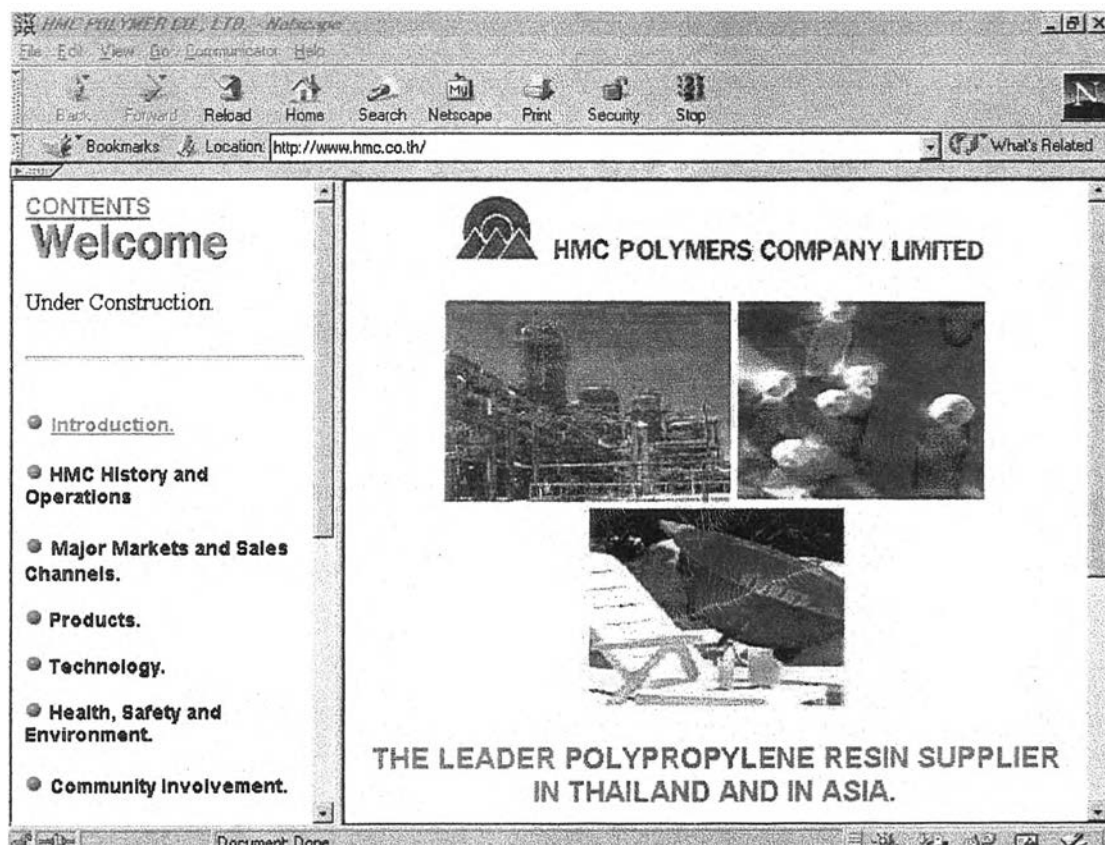 HMC POLYMER CO., LTD. - Netscape
File Edit View Go Communicator Help
Back Forward Reload Home Search Netscape Print Security Stop
My
N
Bookmarks Location: http://www.hmc.co.th/ What's Related
CONTENTS
Welcome
Under Construction.
Introduction.
HMC History and
Operations
Major Markets and Sales
Channels.
Products.
Technology.
Health, Safety and
Environment.
Community Involvement.
HMC POLYMERS COMPANY LIMITED
THE LEADER POLYPROPYLENE RESIN SUPPLIER
IN THAILAND AND IN ASIA.
Document: Done